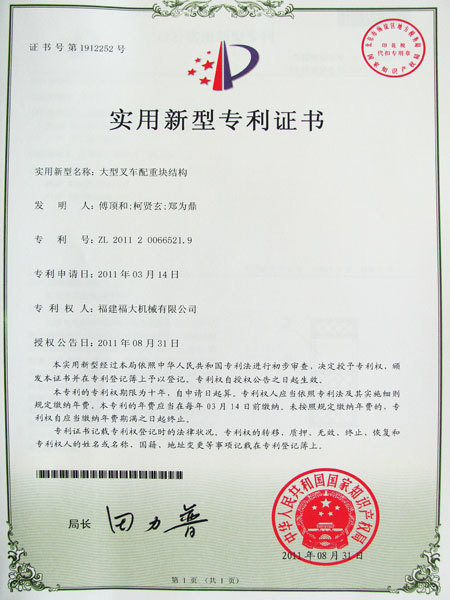 证书号第1912252号
印花税
代扣专用章
实用新型专利证书
实用新型名称：大型叉车配重块结构
发明人：傅顶和;柯贤玄;郑为鼎
专利号：ZL 2011 2 0066521.9
专利申请日：2011年03月14日
专利权人：福建福大机械有限公司
授权公告日：2011年08月31日
本实用新型经过本局依照中华人民共和国专利法进行初步审查，决定授予专利权，颁
发本证书并在专利登记簿上予以登记。专利权自授权公告之日起生效。
本专利的专利权期限为十年，自申请日起算。专利权人应当依照专利法及其实施细则
规定缴纳年费。本专利的年费应当在每年03月14日前缴纳。未按照规定缴纳年费的，专
利权自应当缴纳年费期满之日起终止。
专利证书记载专利权登记时的法律状况。专利权的转移、质押、无效、终止、恢复和
专利权人的姓名或名称、国籍、地址变更等事项记载在专利登记簿上。
局长 田力普
中华人民共和国国家知识产权局
2011年08月31日
第1页（共1页）